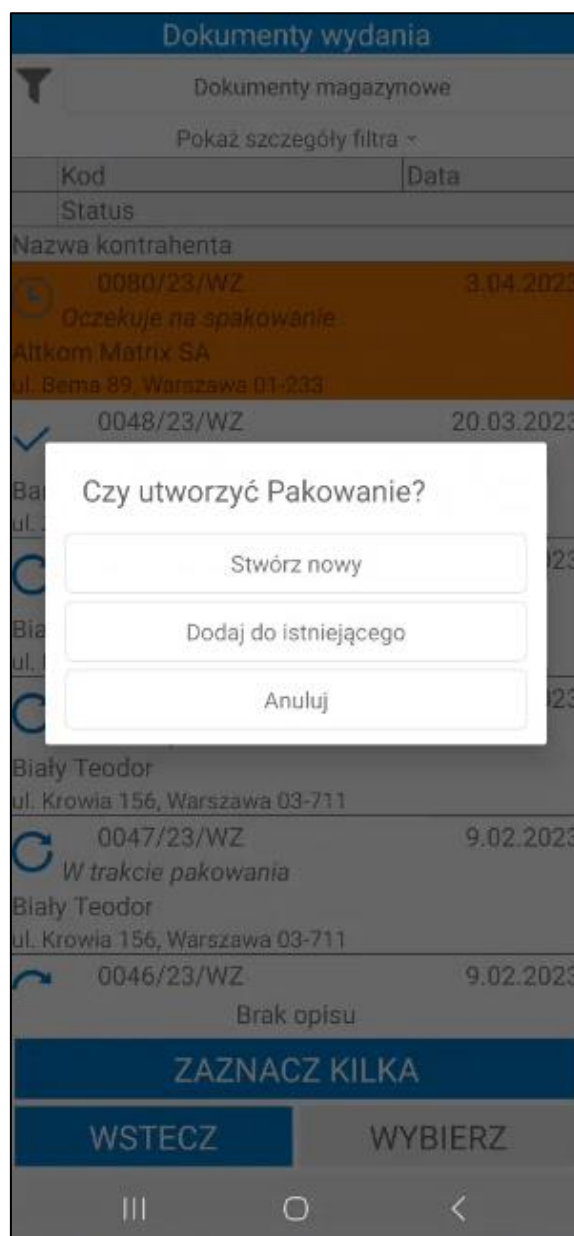 Dokumenty wydania
Dokumenty magazynowe
Pokaż szczegóły filtra
Kod Data
Status
Nazwa kontrahenta
0080/23/WZ 3.04.2023
Oczekuje na spakowanie
Altkom Matrix SA
ul. Bema 89, Warszawa 01-233
0048/23/WZ 20.03.2023
Czy utworzyć Pakowanie?
Stwórz nowy
Dodaj do istniejącego
Anuluj
Biały Teodor
ul. Krowia 156, Warszawa 03-711
0047/23/WZ 9.02.2023
W trakcie pakowania
Biały Teodor
ul. Krowia 156, Warszawa 03-711
0046/23/WZ 9.02.2023
Brak opisu
ZAZNACZ KILKA
WSTECZ WYBIERZ